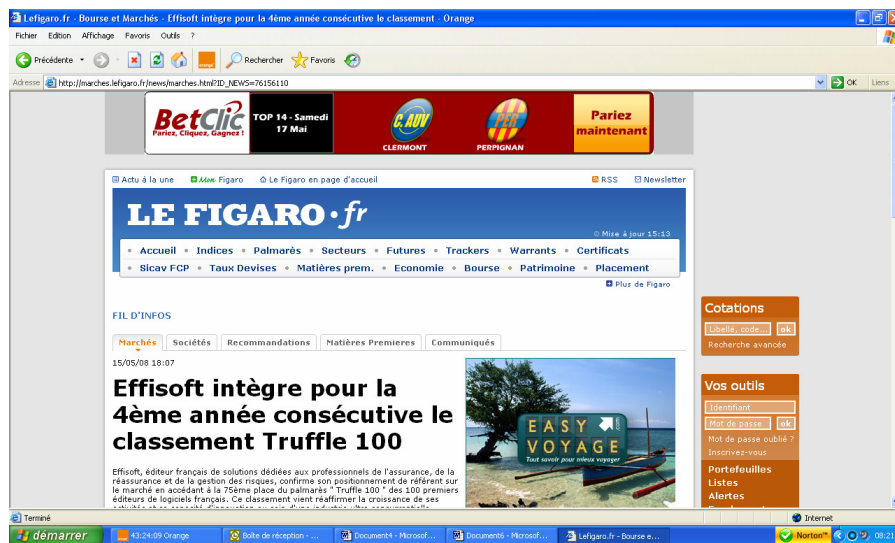 Lefigaro.fr - Bourse et Marchés - Effisoft intègre pour la 4ème année consécutive le classement - Orange
Fichier Edition Affichage Favoris Outils ?
Précédente Rechercher Favoris
Adresse http://marches.lefigaro.fr/news/marches.html?ID_NEWS=76156110 OK Liens
BetClic
Pariez, Cliquez, Gagnez !
TOP 14 - Samedi
17 Mai
C. AUV
CLERMONT
PER
PERPIGNAN
Pariez
maintenant
Actu à la une Mon Figaro Le Figaro en page d'accueil RSS Newsletter
LE FIGARO·fr
Mise à jour 15:13
Accueil Indices Palmarès Secteurs Futures Trackers Warrants Certificats
Sicav FCP Taux Devises Matières prem. Economie Bourse Patrimoine Placement
Plus de Figaro
FIL D'INFOS
Marchés Sociétés Recommandations Matières Premieres Communiqués
15/05/08 18:07
Effisoft intègre pour la
4ème année consécutive le
classement Truffle 100
Effisoft, éditeur français de solutions dédiées aux professionnels de l'assurance, de la
réassurance et de la gestion des risques, confirme son positionnement de référent sur
le marché en accédant à la 75ème place du palmarès " Truffle 100 " des 100 premiers
éditeurs de logiciels français. Ce classement vient réaffirmer la croissance de ses
EASY
VOYAGE
.com
Tout savoir pour mieux voyager
Cotations
Libellé, code... ok
Recherche avancée
Vos outils
Identifiant
Mot de passe ok
Mot de passe oublié ?
Inscrivez-vous
Portefeuilles
Listes
Alertes
Terminé Internet
démarrer 43:24:09 Orange Boîte de réception - ... Document4 - Microsof... Document6 - Microsof... Lefigaro.fr - Bourse e... Norton™